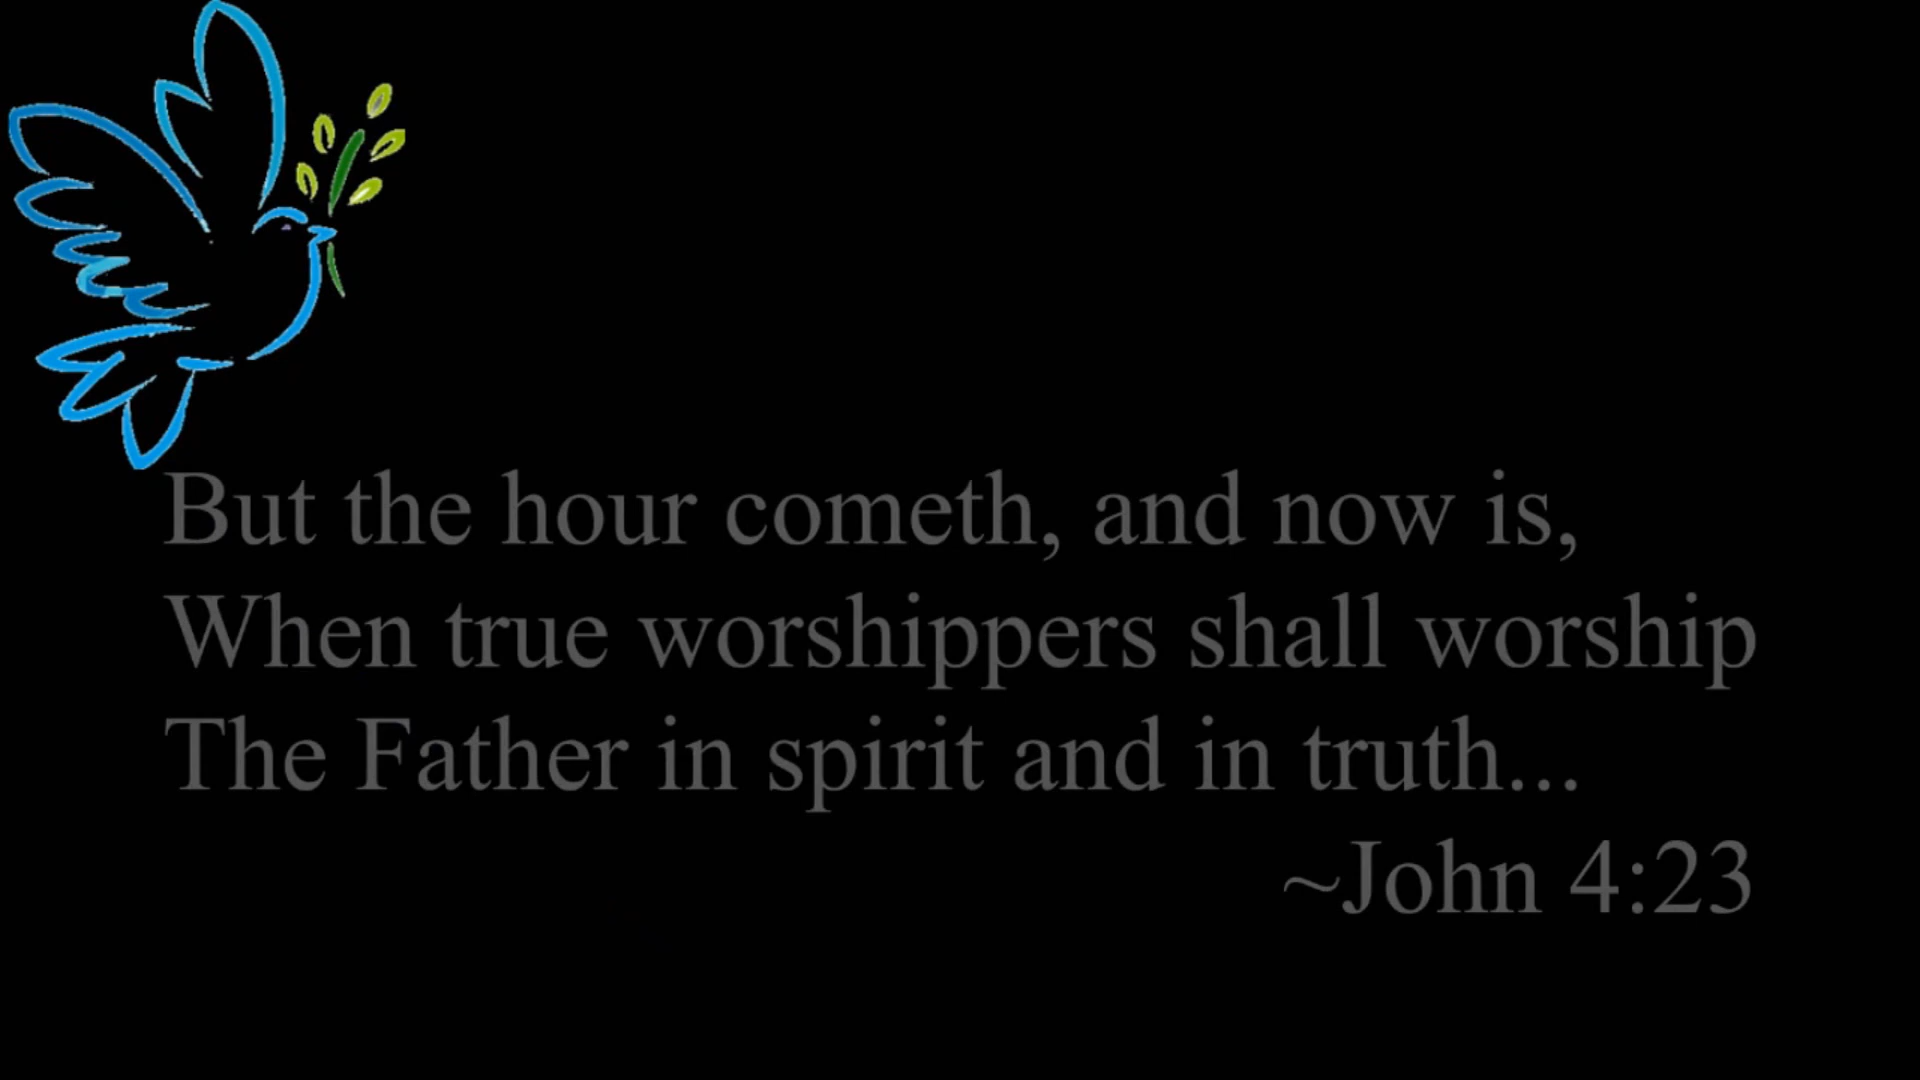 But the hour cometh, and now is,
When true worshippers shall worship
The Father in spirit and in truth...
~John 4:23